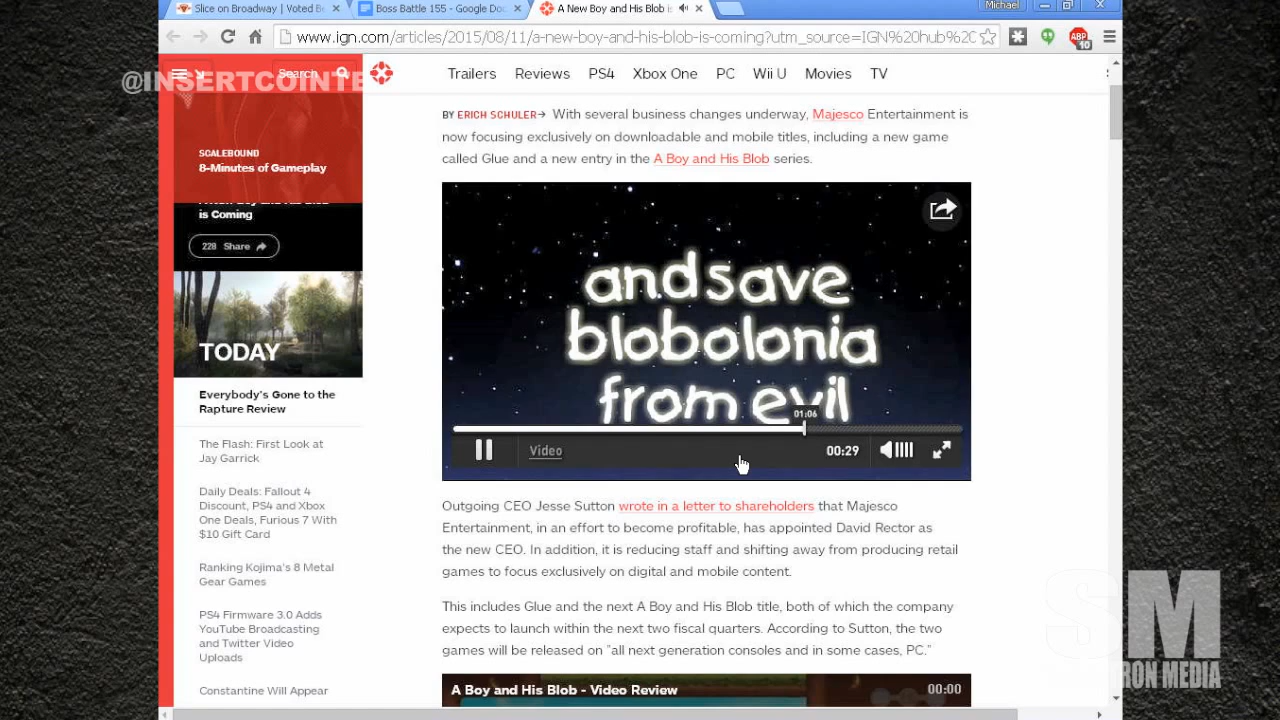 Slice on Broadway | Voted B
Boss Battle 155 - Google Doc
A New Boy and His Blob is
Michael
www.ign.com/articles/2015/08/11/a-new-boy-and-his-blob-is-coming?utm_source=IGN%20hub%20
ABP
10
@INSERTCOINTE
Search
Trailers Reviews PS4 Xbox One PC Wii U Movies TV
SCALEBOUND
8-Minutes of Gameplay
is Coming
228 Share
TODAY
Everybody's Gone to the
Rapture Review
The Flash: First Look at
Jay Garrick
Daily Deals: Fallout 4
Discount, PS4 and Xbox
One Deals, Furious 7 With
$10 Gift Card
Ranking Kojima's 8 Metal
Gear Games
PS4 Firmware 3.0 Adds
YouTube Broadcasting
and Twitter Video
Uploads
Constantine Will Appear
BY ERICH SCHULER With several business changes underway, Majesco Entertainment is
now focusing exclusively on downloadable and mobile titles, including a new game
called Glue and a new entry in the A Boy and His Blob series.
and save
blobolonia
from evil
01:06
Video
00:29
Outgoing CEO Jesse Sutton wrote in a letter to shareholders that Majesco
Entertainment, in an effort to become profitable, has appointed David Rector as
the new CEO. In addition, it is reducing staff and shifting away from producing retail
games to focus exclusively on digital and mobile content.
This includes Glue and the next A Boy and His Blob title, both of which the company
expects to launch within the next two fiscal quarters. According to Sutton, the two
games will be released on "all next generation consoles and in some cases, PC."
A Boy and His Blob - Video Review
00:00
SM
TRON MEDIA